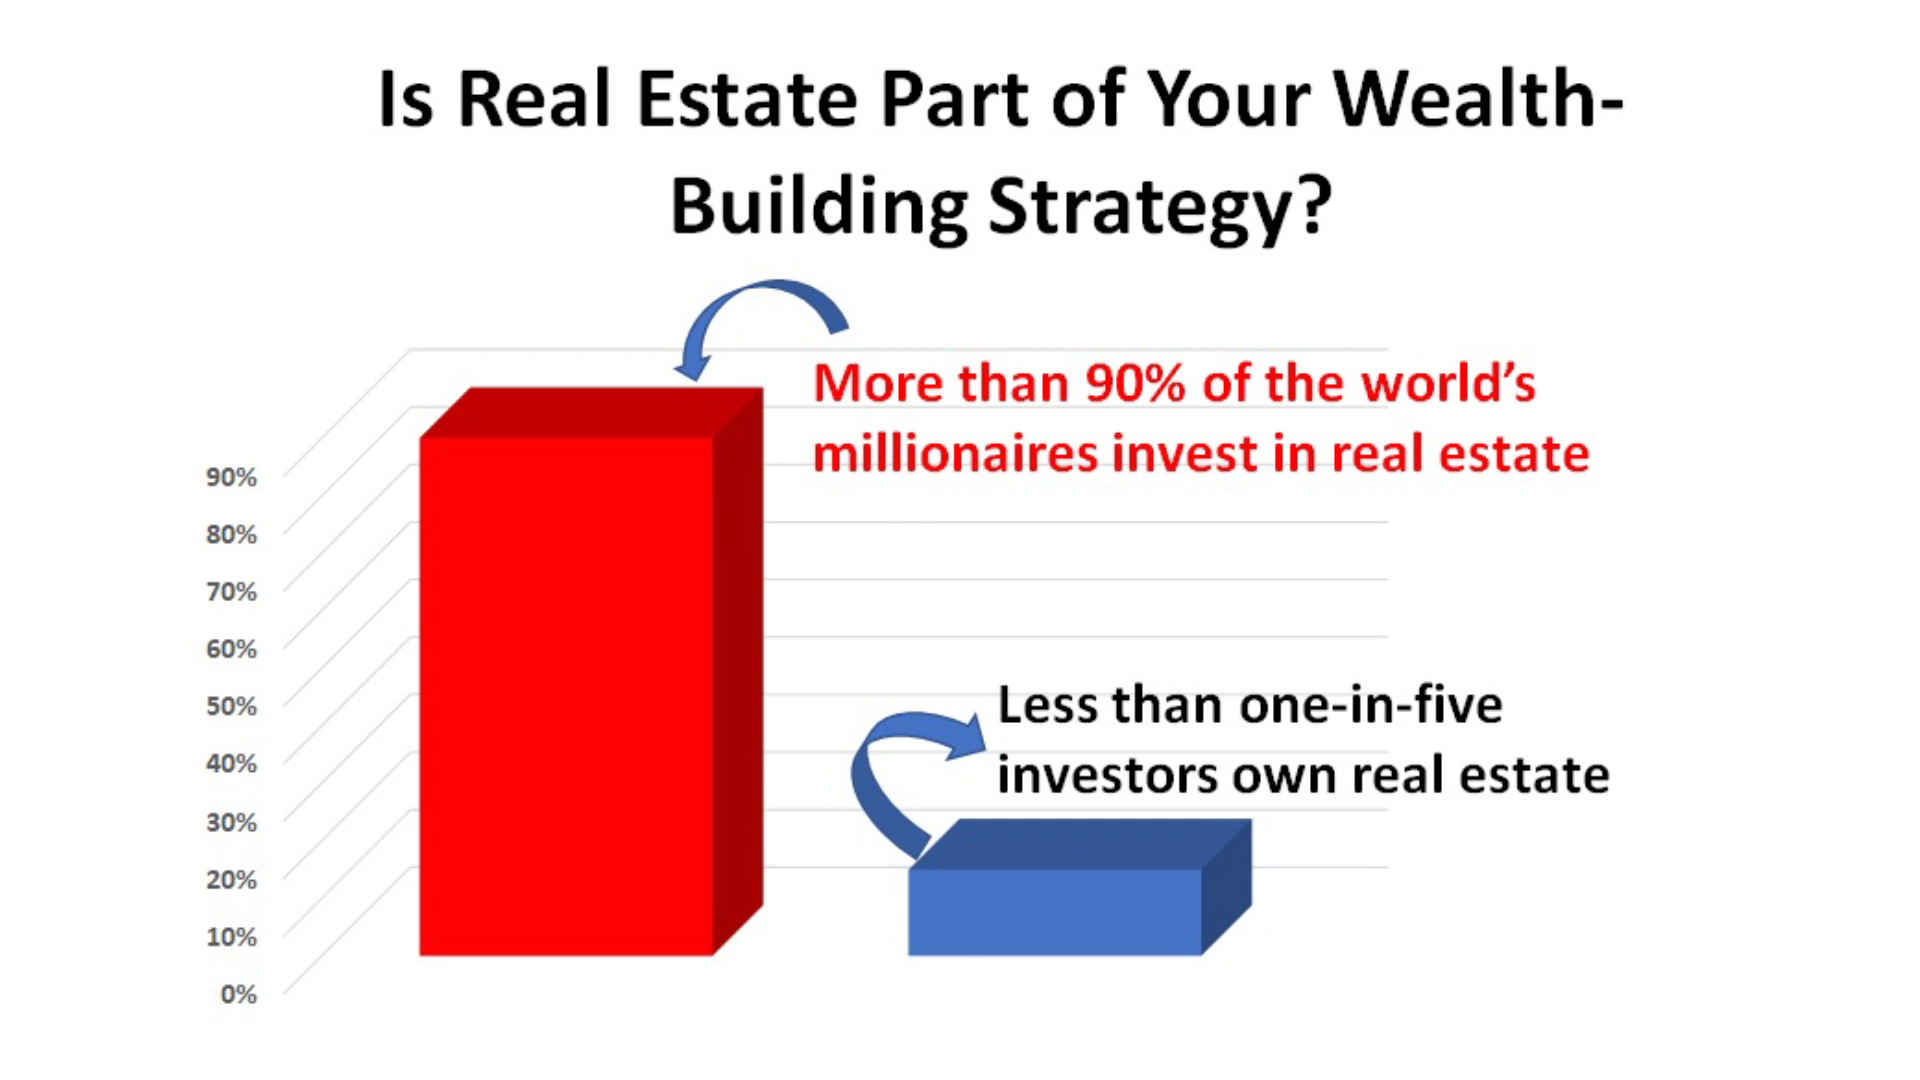 Is Real Estate Part of Your Wealth-
Building Strategy?
More than 90% of the world’s
millionaires invest in real estate
90%
80%
70%
60%
50%
40%
30%
20%
10%
0%
Less than one-in-five
investors own real estate